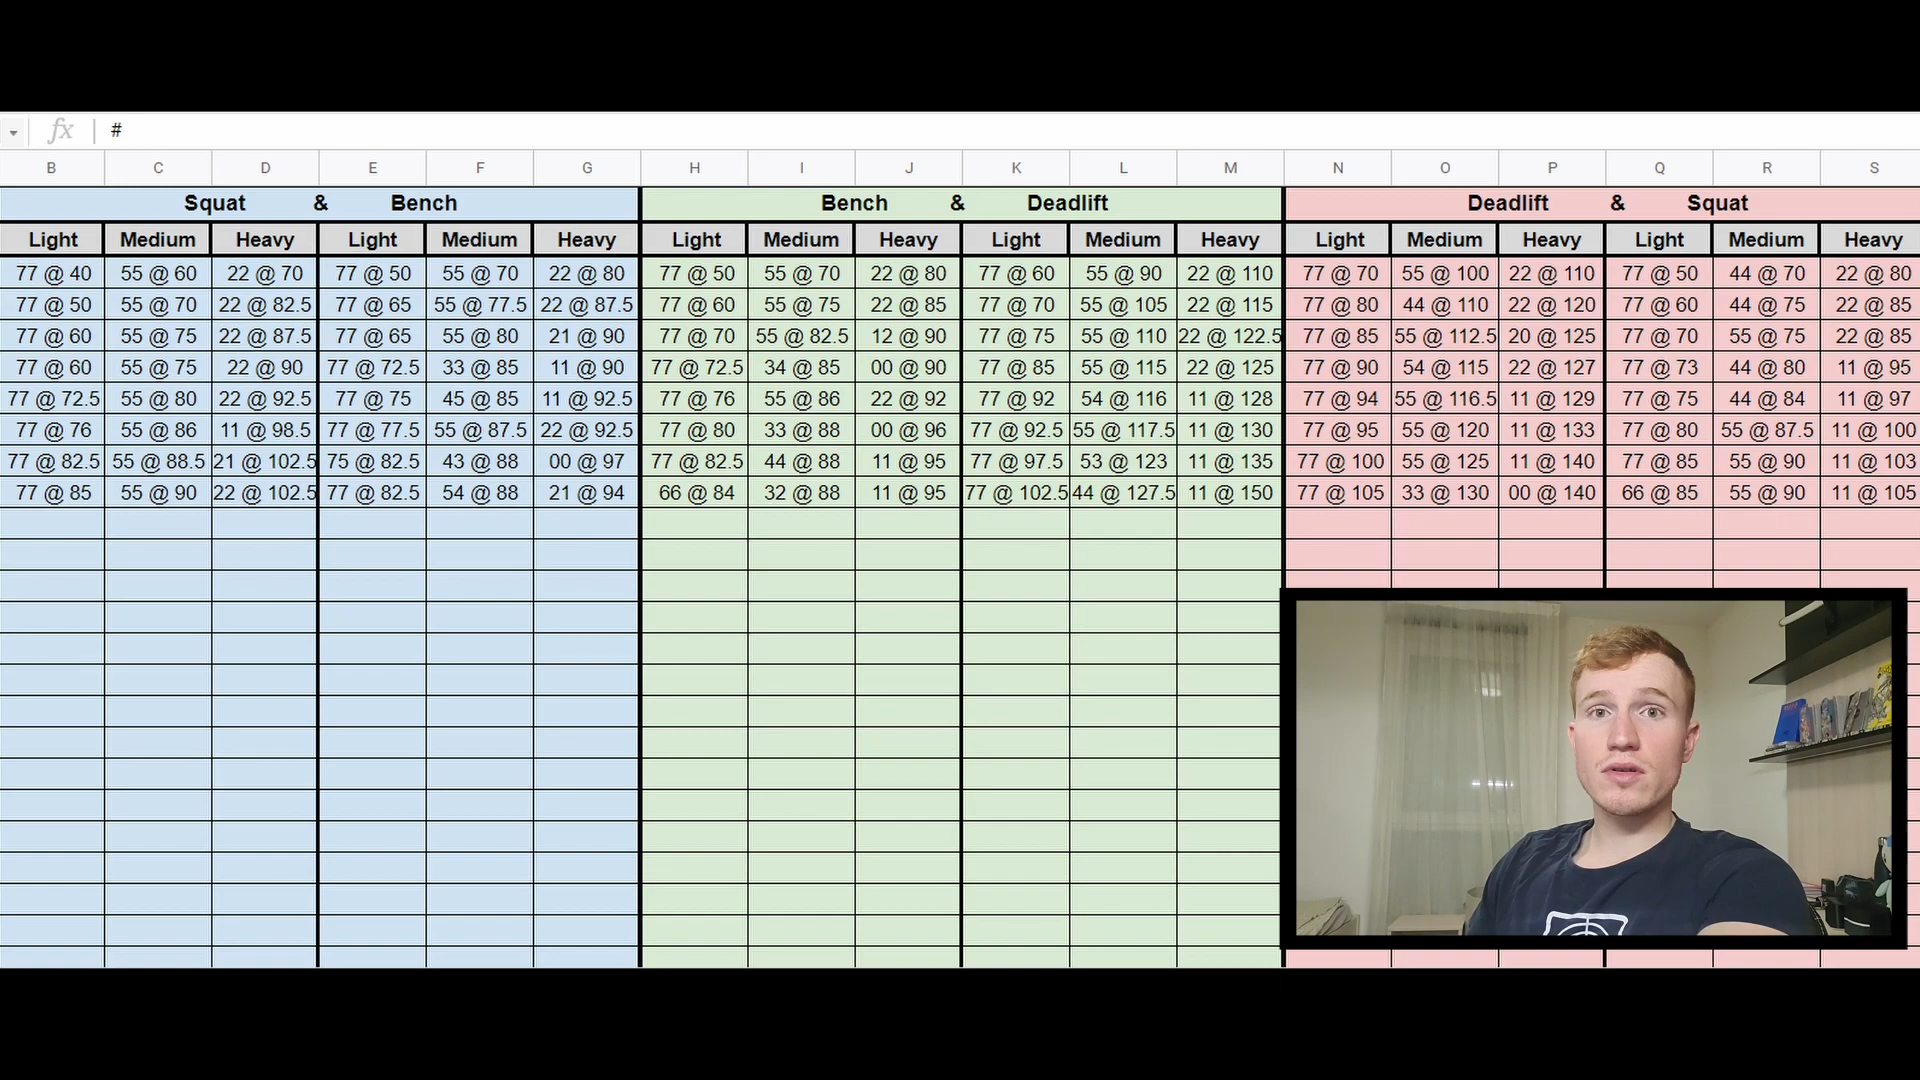 fx #
B C D E F G H I J K L M N O P Q R S
Squat & Bench Bench & Deadlift Deadlift & Squat
Light Medium Heavy Light Medium Heavy Light Medium Heavy Light Medium Heavy Light Medium Heavy Light Medium Heavy
77 @ 40 55 @ 60 22 @ 70 77 @ 50 55 @ 70 22 @ 80 77 @ 50 55 @ 70 22 @ 80 77 @ 60 55 @ 90 22 @ 110 77 @ 70 55 @ 100 22 @ 110 77 @ 50 44 @ 70 22 @ 80
77 @ 50 55 @ 70 22 @ 82.5 77 @ 65 55 @ 77.5 22 @ 87.5 77 @ 60 55 @ 75 22 @ 85 77 @ 70 55 @ 105 22 @ 115 77 @ 80 44 @ 110 22 @ 120 77 @ 60 44 @ 75 22 @ 85
77 @ 60 55 @ 75 22 @ 87.5 77 @ 65 55 @ 80 21 @ 90 77 @ 70 55 @ 82.5 12 @ 90 77 @ 75 55 @ 110 22 @ 122.5 77 @ 85 55 @ 112.5 20 @ 125 77 @ 70 55 @ 75 22 @ 85
77 @ 60 55 @ 75 22 @ 90 77 @ 72.5 33 @ 85 11 @ 90 77 @ 72.5 34 @ 85 00 @ 90 77 @ 85 55 @ 115 22 @ 125 77 @ 90 54 @ 115 22 @ 127 77 @ 73 44 @ 80 11 @ 95
77 @ 72.5 55 @ 80 22 @ 92.5 77 @ 75 45 @ 85 11 @ 92.5 77 @ 76 55 @ 86 22 @ 92 77 @ 92 54 @ 116 11 @ 128 77 @ 94 55 @ 116.5 11 @ 129 77 @ 75 44 @ 84 11 @ 97
77 @ 76 55 @ 86 11 @ 98.5 77 @ 77.5 55 @ 87.5 22 @ 92.5 77 @ 80 33 @ 88 00 @ 96 77 @ 92.5 55 @ 117.5 11 @ 130 77 @ 95 55 @ 120 11 @ 133 77 @ 80 55 @ 87.5 11 @ 100
77 @ 82.5 55 @ 88.5 21 @ 102.5 75 @ 82.5 43 @ 88 00 @ 97 77 @ 82.5 44 @ 88 11 @ 95 77 @ 97.5 53 @ 123 11 @ 135 77 @ 100 55 @ 125 11 @ 140 77 @ 85 55 @ 90 11 @ 103
77 @ 85 55 @ 90 22 @ 102.5 77 @ 82.5 54 @ 88 21 @ 94 66 @ 84 32 @ 88 11 @ 95 77 @ 102.5 44 @ 127.5 11 @ 150 77 @ 105 33 @ 130 00 @ 140 66 @ 85 55 @ 90 11 @ 105